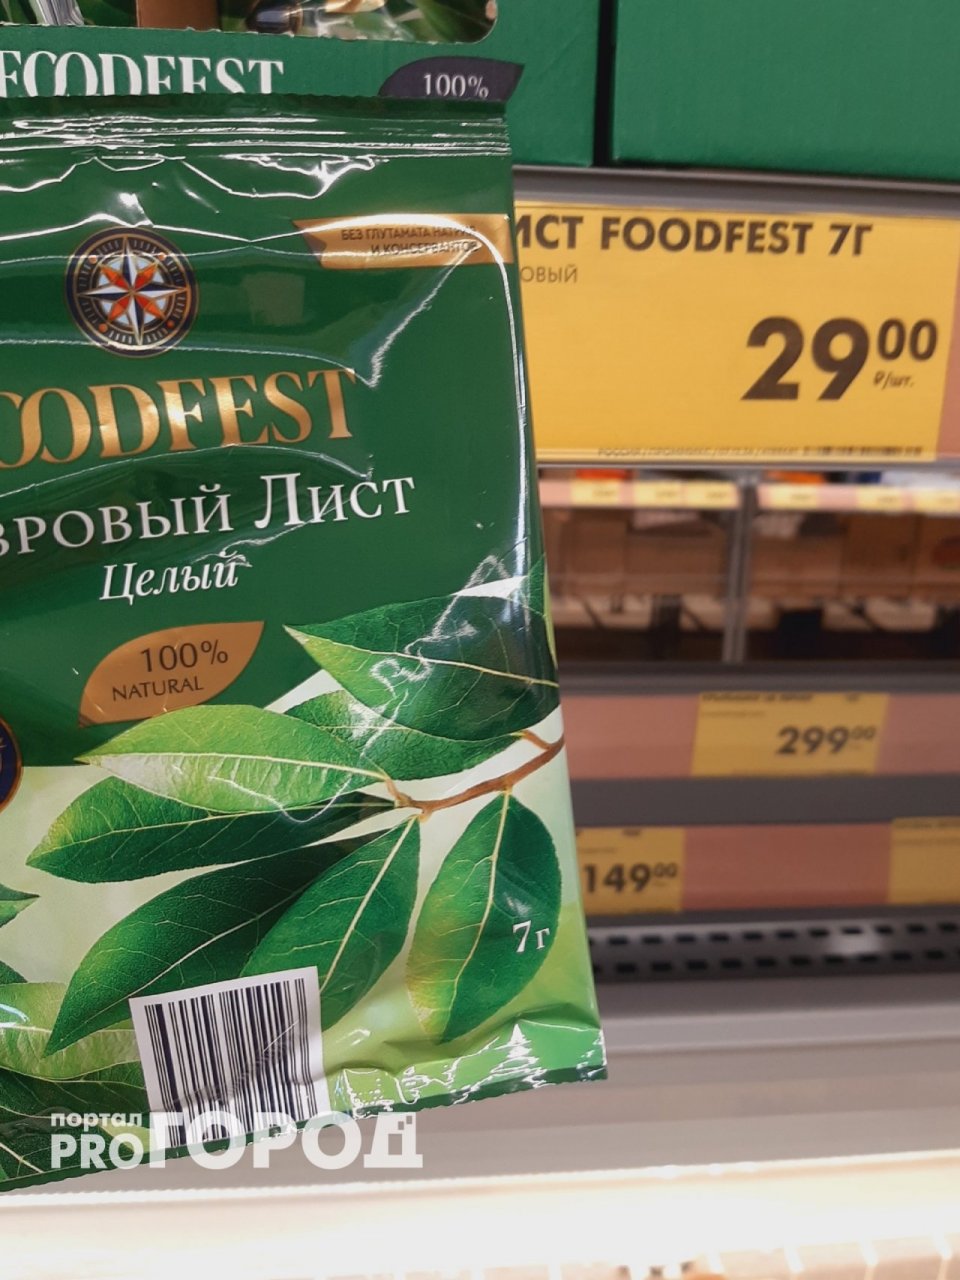 FOODFEST
100%
БЕЗ ГЛУТАМАТА
И КОНСЕРВАНТОВ
ИСТ FOODFEST 7Г
ОВЫЙ
29 00
₽/шт.
OODFEST
ВРОВЫЙ ЛИСТ
Целый
100%
NATURAL
299 00
149 00
7г
портал
PROГОРОД